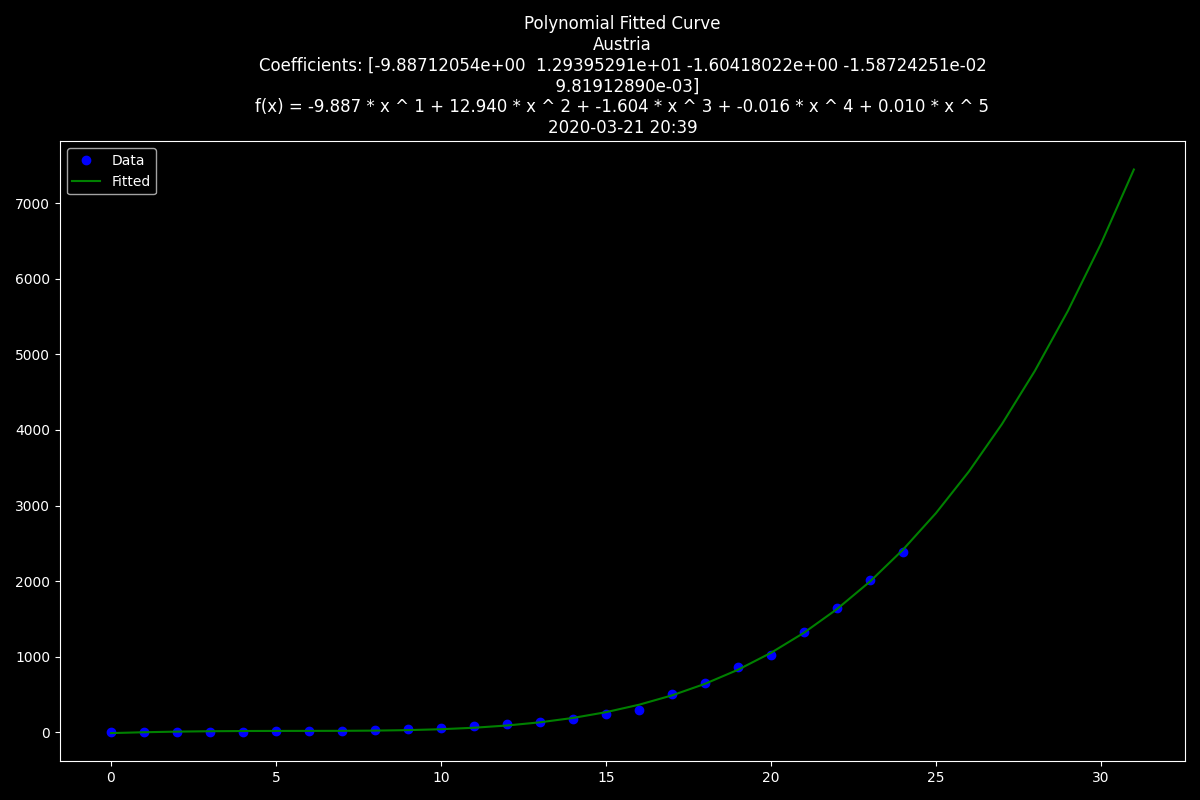 Polynomial Fitted Curve
Austria
Coefficients: [-9.88712054e+00  1.29395291e+01 -1.60418022e+00 -1.58724251e-02
9.81912890e-03]
f(x) = -9.887 * x ^ 1 + 12.940 * x ^ 2 + -1.604 * x ^ 3 + -0.016 * x ^ 4 + 0.010 * x ^ 5
2020-03-21 20:39
Data
Fitted
7000
6000
5000
4000
3000
2000
1000
0
0 5 10 15 20 25 30